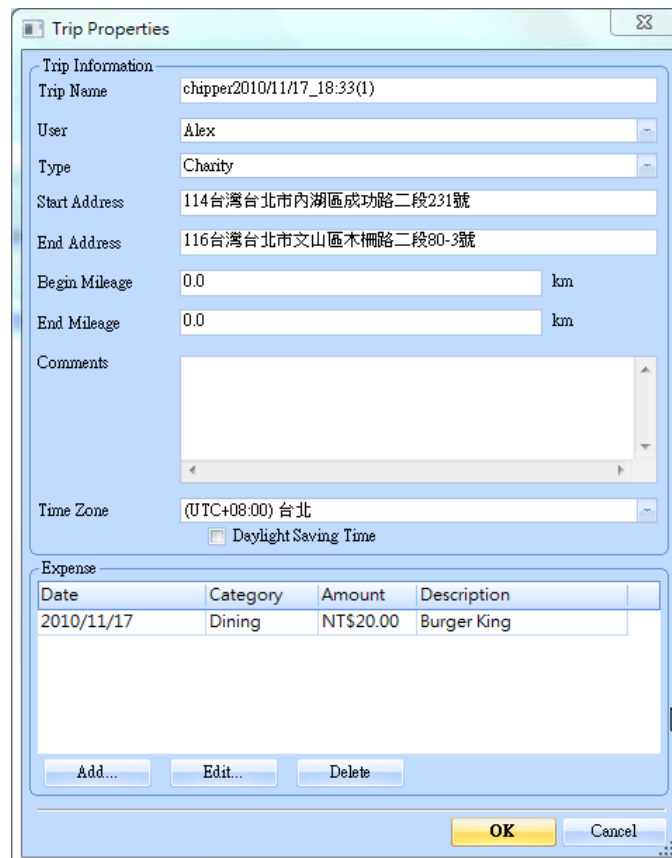 Trip Properties
Trip Information
Trip Name chipper2010/11/17_18:33(1)
User Alex
Type Charity
Start Address 114台灣台北市內湖區成功路二段231號
End Address 116台灣台北市文山區木柵路二段80-3號
Begin Mileage 0.0 km
End Mileage 0.0 km
Comments
Time Zone (UTC+08:00) 台北
Daylight Saving Time
Expense
Date Category Amount Description
2010/11/17 Dining NT$20.00 Burger King
Add... Edit... Delete
OK Cancel